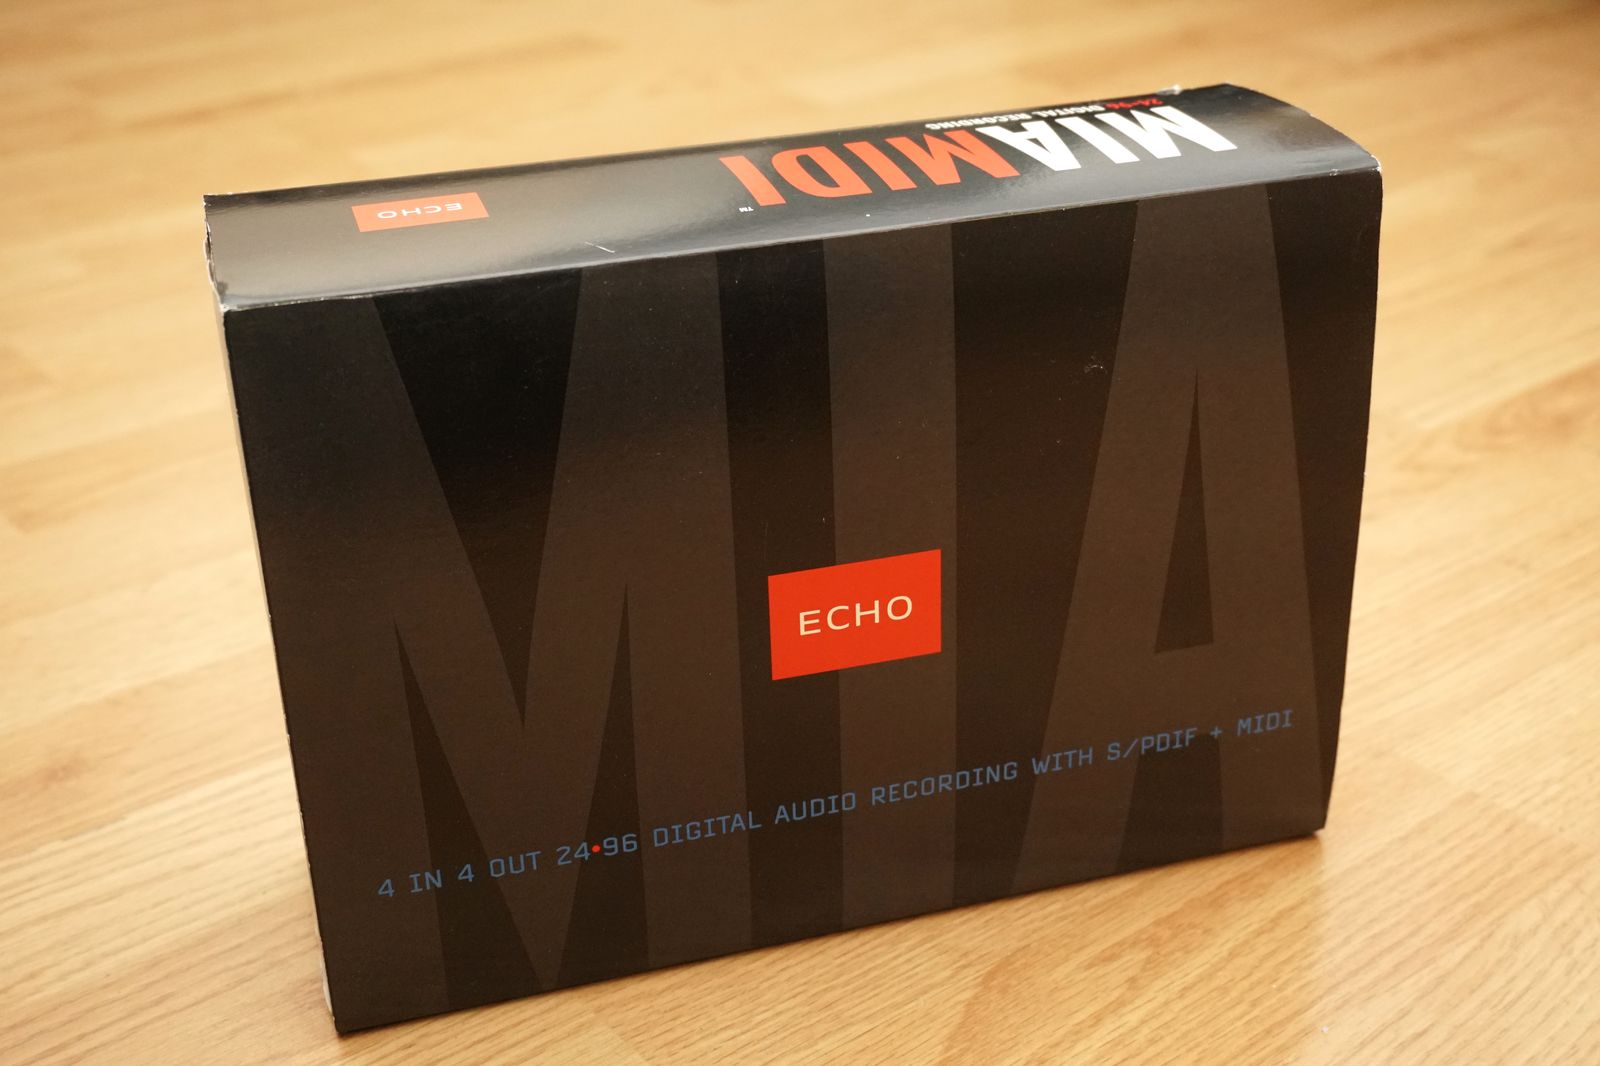 24•96 DIGITAL RECORDING
MIAMIDI™
ECHO
MIA
ECHO
4 IN 4 OUT 24•96 DIGITAL AUDIO RECORDING WITH S/PDIF + MIDI